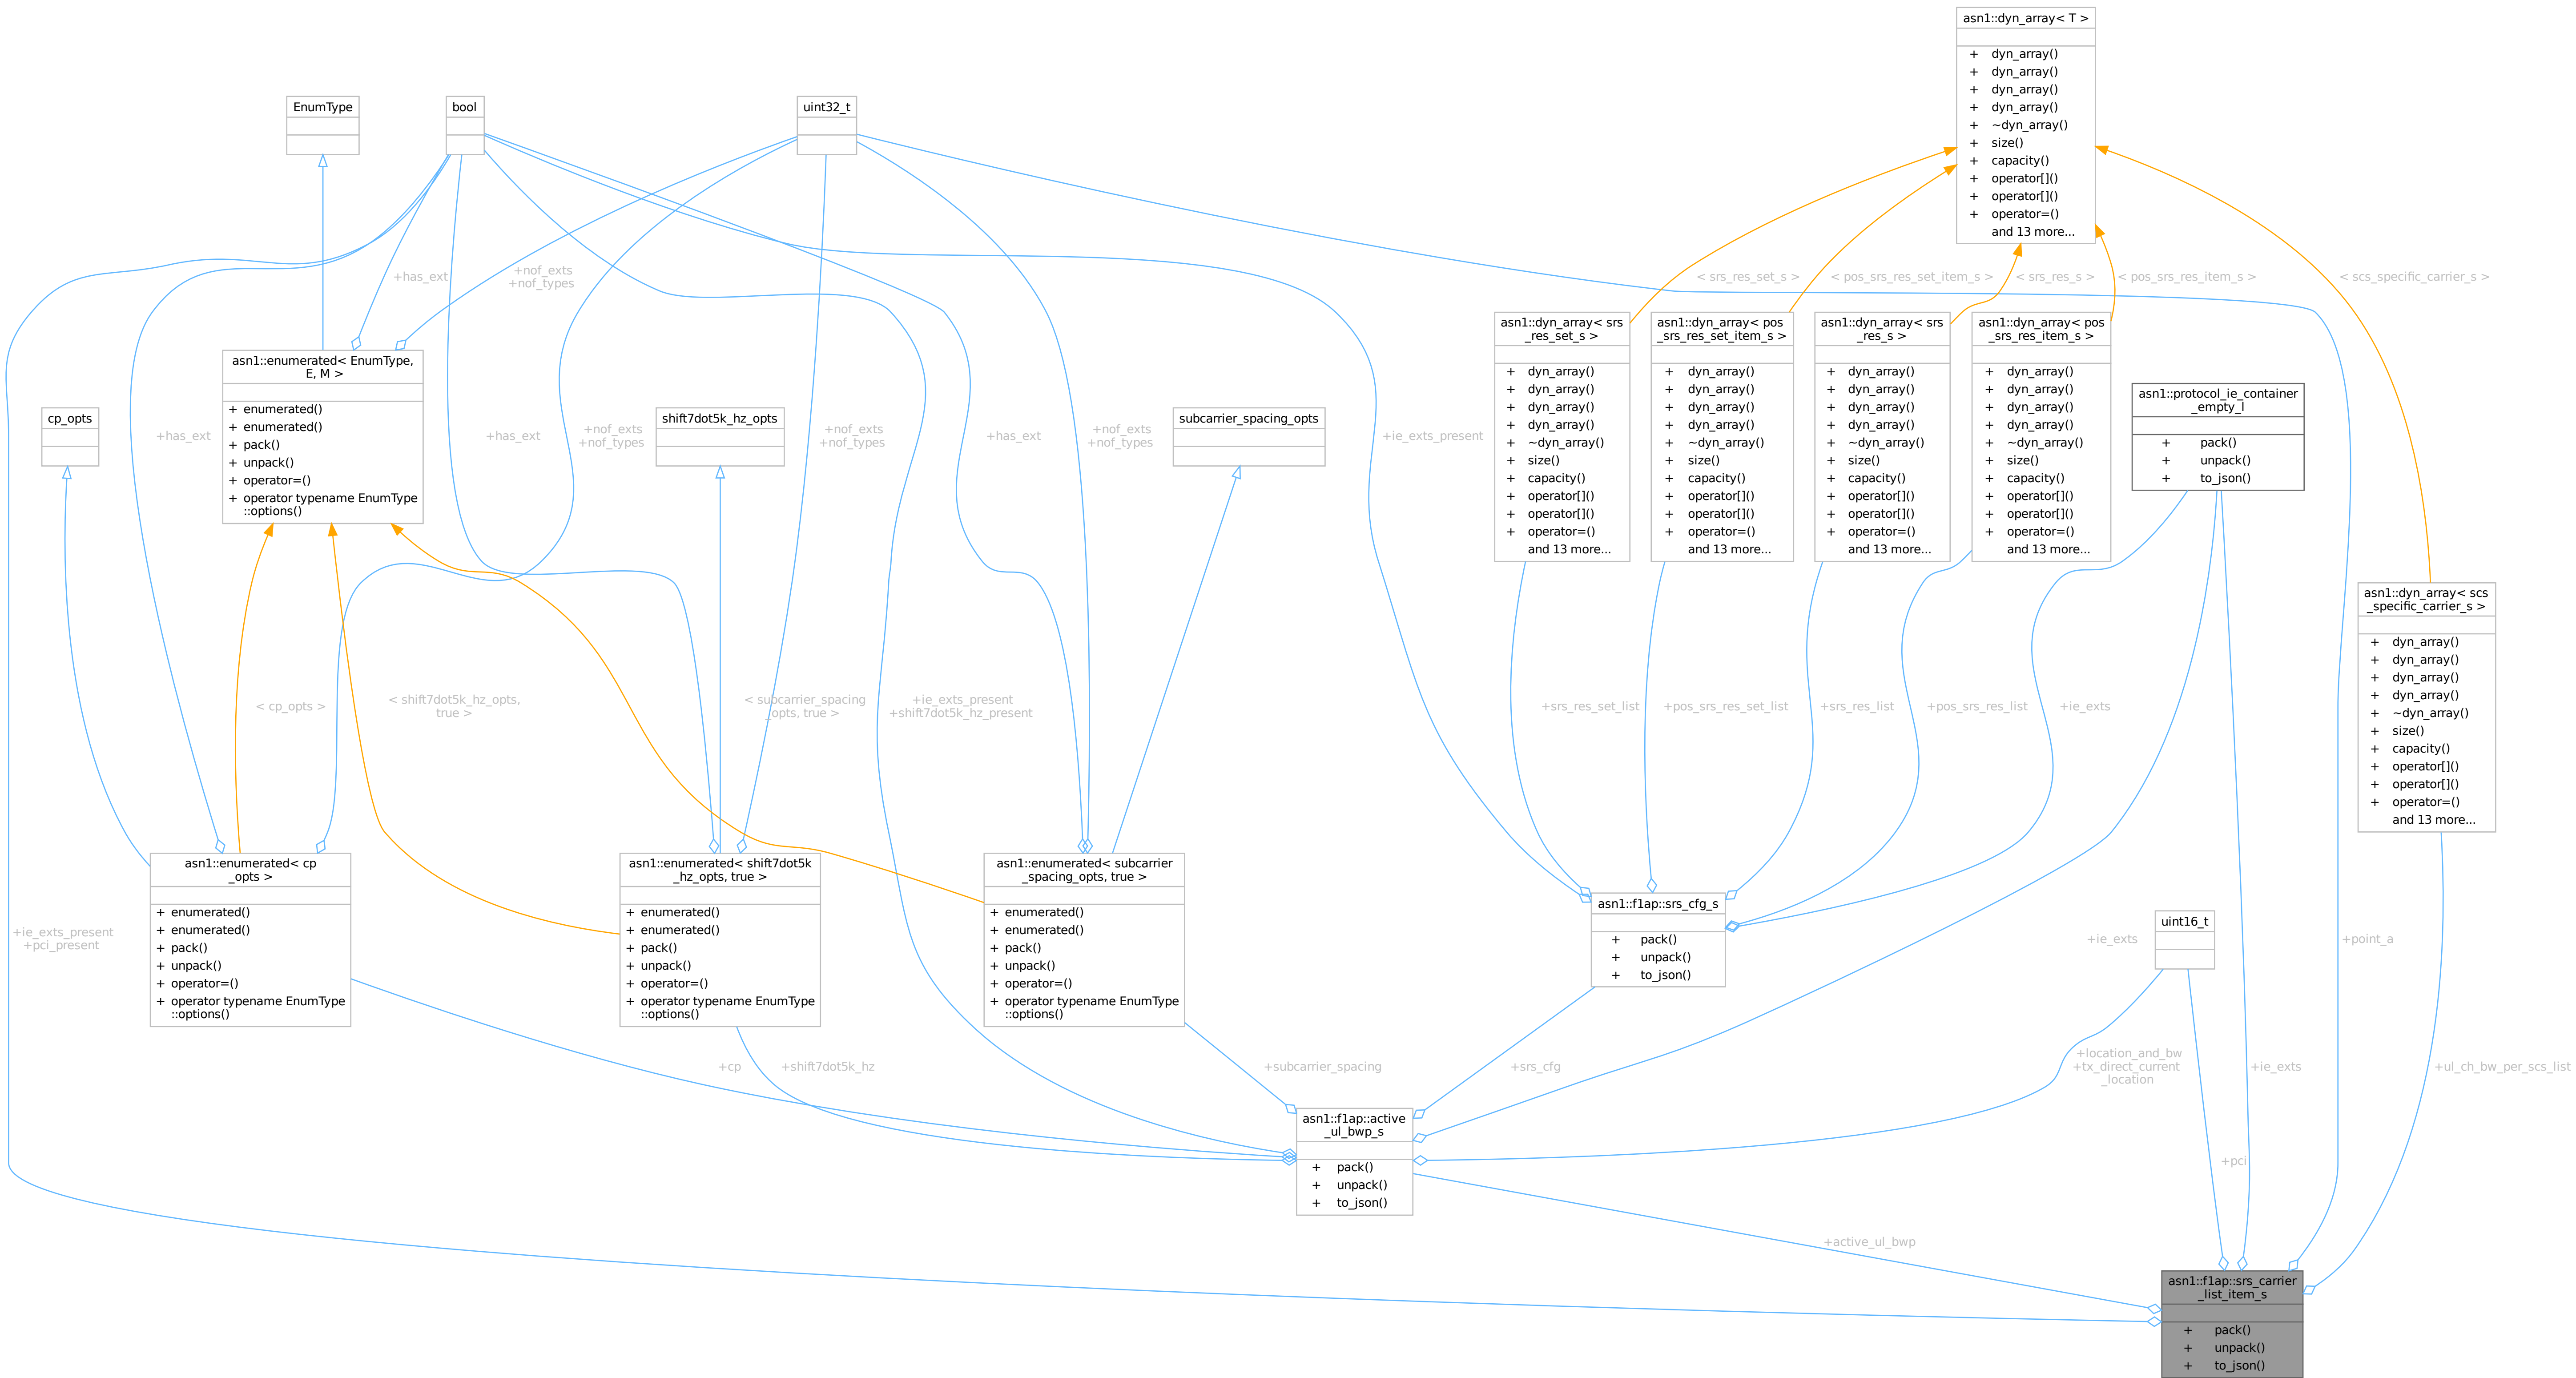 asn1::dyn_array< T >
+ dyn_array()
+ dyn_array()
+ dyn_array()
+ dyn_array()
+ ~dyn_array()
+ size()
+ capacity()
+ operator[]()
+ operator[]()
+ operator=()
and 13 more...
EnumType
bool
uint32_t
+has_ext
+nof_exts
+nof_types
< srs_res_set_s >
< pos_srs_res_set_item_s >
< srs_res_s >
< pos_srs_res_item_s >
< scs_specific_carrier_s >
asn1::enumerated< EnumType,
E, M >
+ enumerated()
+ enumerated()
+ pack()
+ unpack()
+ operator=()
+ operator typename EnumType
::options()
asn1::dyn_array< srs
_res_set_s >
+ dyn_array()
+ dyn_array()
+ dyn_array()
+ dyn_array()
+ ~dyn_array()
+ size()
+ capacity()
+ operator[]()
+ operator[]()
+ operator=()
and 13 more...
asn1::dyn_array< pos
_srs_res_set_item_s >
+ dyn_array()
+ dyn_array()
+ dyn_array()
+ dyn_array()
+ ~dyn_array()
+ size()
+ capacity()
+ operator[]()
+ operator[]()
+ operator=()
and 13 more...
asn1::dyn_array< srs
_res_s >
+ dyn_array()
+ dyn_array()
+ dyn_array()
+ dyn_array()
+ ~dyn_array()
+ size()
+ capacity()
+ operator[]()
+ operator[]()
+ operator=()
and 13 more...
asn1::dyn_array< pos
_srs_res_item_s >
+ dyn_array()
+ dyn_array()
+ dyn_array()
+ dyn_array()
+ ~dyn_array()
+ size()
+ capacity()
+ operator[]()
+ operator[]()
+ operator=()
and 13 more...
asn1::protocol_ie_container
_empty_l
+ pack()
+ unpack()
+ to_json()
cp_opts
+has_ext
+has_ext
+nof_exts
+nof_types
shift7dot5k_hz_opts
+nof_exts
+nof_types
+has_ext
+nof_exts
+nof_types
subcarrier_spacing_opts
+ie_exts_present
asn1::dyn_array< scs
_specific_carrier_s >
+ dyn_array()
+ dyn_array()
+ dyn_array()
+ dyn_array()
+ ~dyn_array()
+ size()
+ capacity()
+ operator[]()
+ operator[]()
+ operator=()
and 13 more...
< cp_opts >
< shift7dot5k_hz_opts,
true >
< subcarrier_spacing
_opts, true >
+ie_exts_present
+shift7dot5k_hz_present
+srs_res_set_list
+pos_srs_res_set_list
+srs_res_list
+pos_srs_res_list
+ie_exts
asn1::enumerated< cp
_opts >
+ enumerated()
+ enumerated()
+ pack()
+ unpack()
+ operator=()
+ operator typename EnumType
::options()
asn1::enumerated< shift7dot5k
_hz_opts, true >
+ enumerated()
+ enumerated()
+ pack()
+ unpack()
+ operator=()
+ operator typename EnumType
::options()
asn1::enumerated< subcarrier
_spacing_opts, true >
+ enumerated()
+ enumerated()
+ pack()
+ unpack()
+ operator=()
+ operator typename EnumType
::options()
asn1::f1ap::srs_cfg_s
+ pack()
+ unpack()
+ to_json()
uint16_t
+ie_exts_present
+pci_present
+ie_exts
+point_a
+cp
+shift7dot5k_hz
+subcarrier_spacing
+srs_cfg
+location_and_bw
+tx_direct_current
_location
+ie_exts
+ul_ch_bw_per_scs_list
asn1::f1ap::active
_ul_bwp_s
+ pack()
+ unpack()
+ to_json()
+pci
+active_ul_bwp
asn1::f1ap::srs_carrier
_list_item_s
+ pack()
+ unpack()
+ to_json()